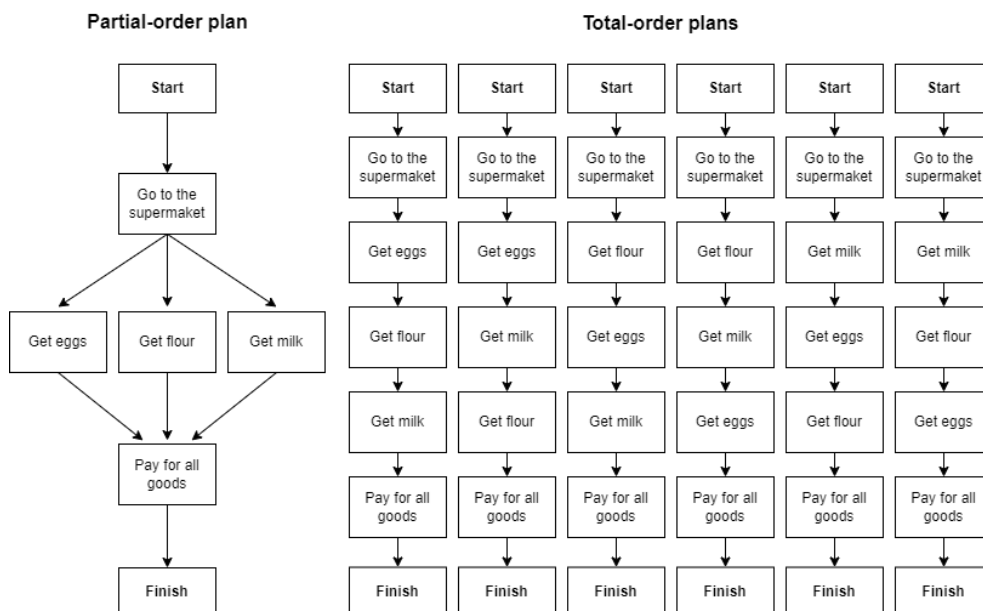 Partial-order plan
Total-order plans
Start
Go to the
supermaket
Get eggs
Get flour
Get milk
Pay for all
goods
Finish
Start
Go to the
supermaket
Get eggs
Get flour
Get milk
Pay for all
goods
Finish
Start
Go to the
supermaket
Get eggs
Get milk
Get flour
Pay for all
goods
Finish
Start
Go to the
supermaket
Get flour
Get eggs
Get milk
Pay for all
goods
Finish
Start
Go to the
supermaket
Get flour
Get milk
Get eggs
Pay for all
goods
Finish
Start
Go to the
supermaket
Get milk
Get eggs
Get flour
Pay for all
goods
Finish
Start
Go to the
supermaket
Get milk
Get flour
Get eggs
Pay for all
goods
Finish